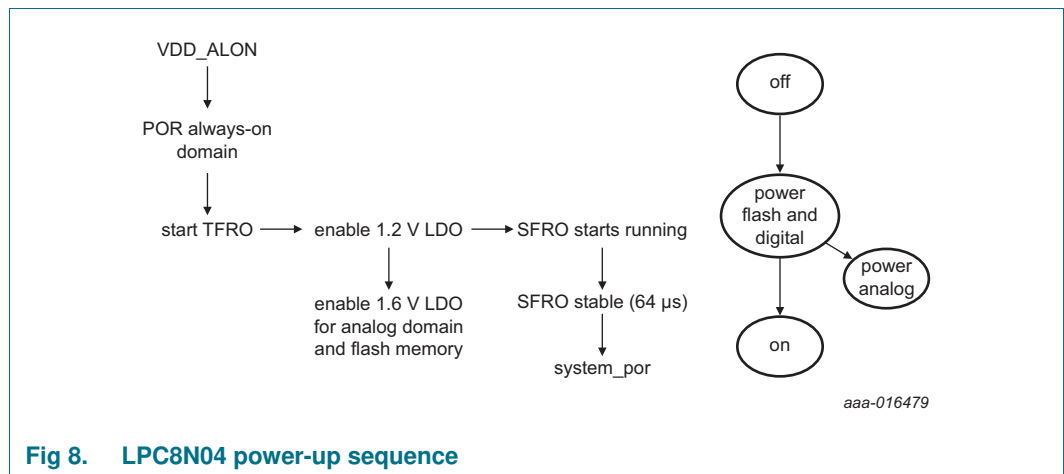 VDD_ALON
POR always-on
domain
start TFRO
enable 1.2 V LDO
SFRO starts running
enable 1.6 V LDO
for analog domain
and flash memory
SFRO stable (64 μs)
system_por
off
power
flash and
digital
power
analog
on
aaa-016479
Fig 8. LPC8N04 power-up sequence